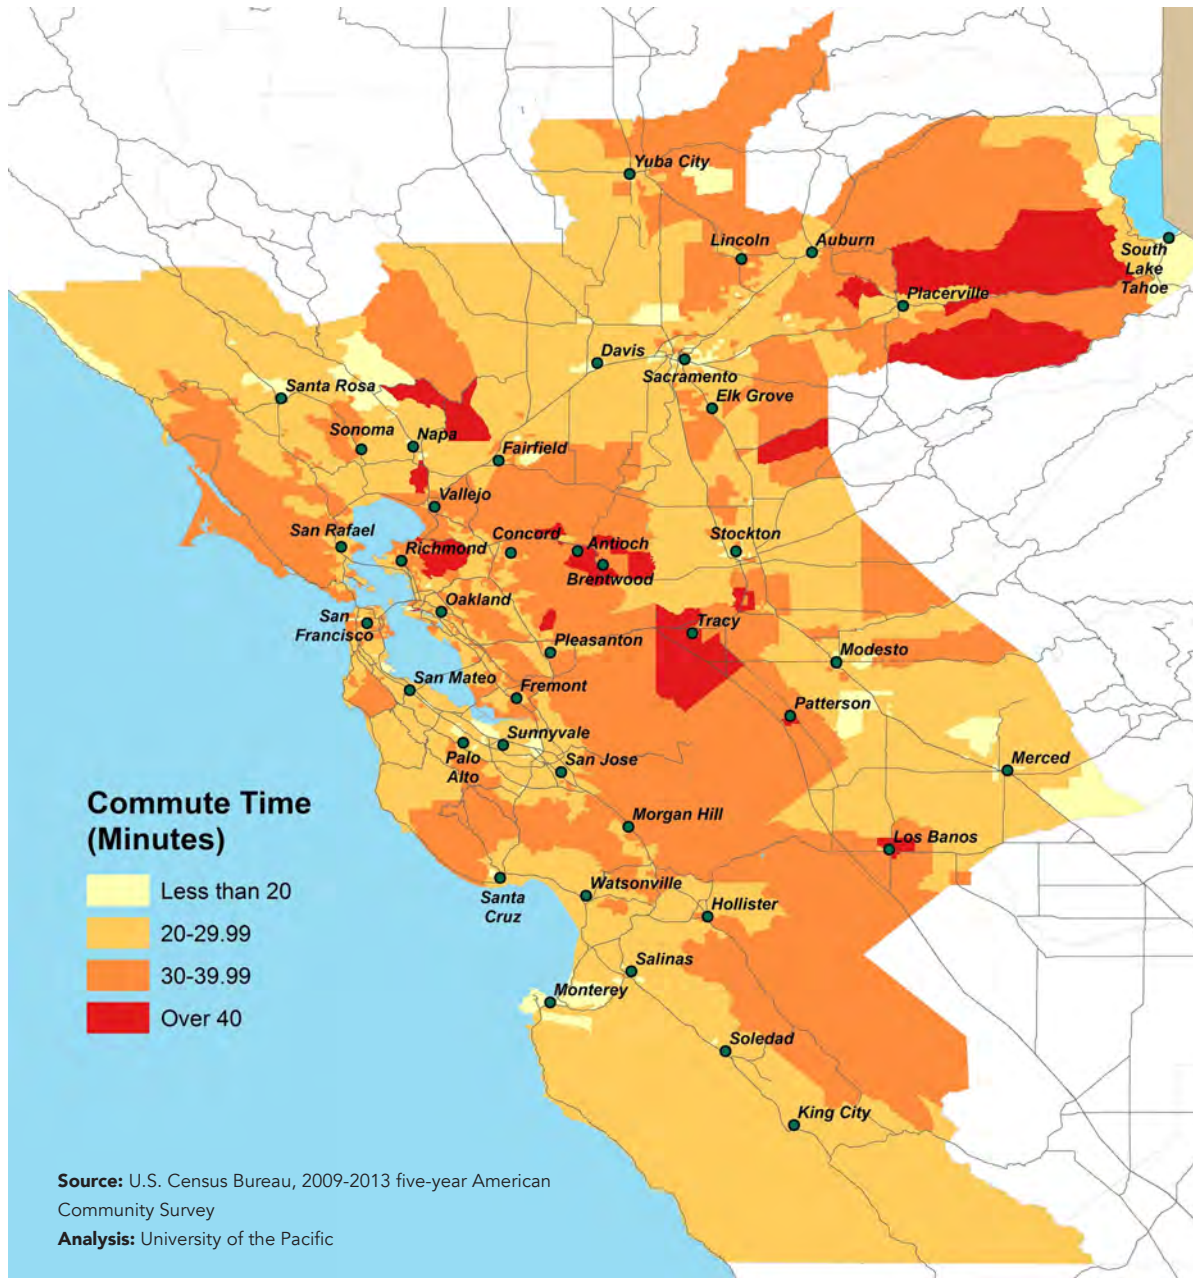 Yuba City
Lincoln
Auburn
South
Lake
Tahoe
Placerville
Davis
Sacramento
Elk Grove
Santa Rosa
Sonoma
Napa
Fairfield
Vallejo
San Rafael
Richmond
Concord
Antioch
Brentwood
Stockton
Oakland
San
Francisco
Pleasanton
Tracy
Modesto
San Mateo
Fremont
Patterson
Sunnyvale
Palo
Alto
San Jose
Merced
Morgan Hill
Los Banos
Santa
Cruz
Watsonville
Hollister
Salinas
Monterey
Soledad
King City
Commute Time
(Minutes)
Less than 20
20-29.99
30-39.99
Over 40
Source: U.S. Census Bureau, 2009-2013 five-year American
Community Survey
Analysis: University of the Pacific